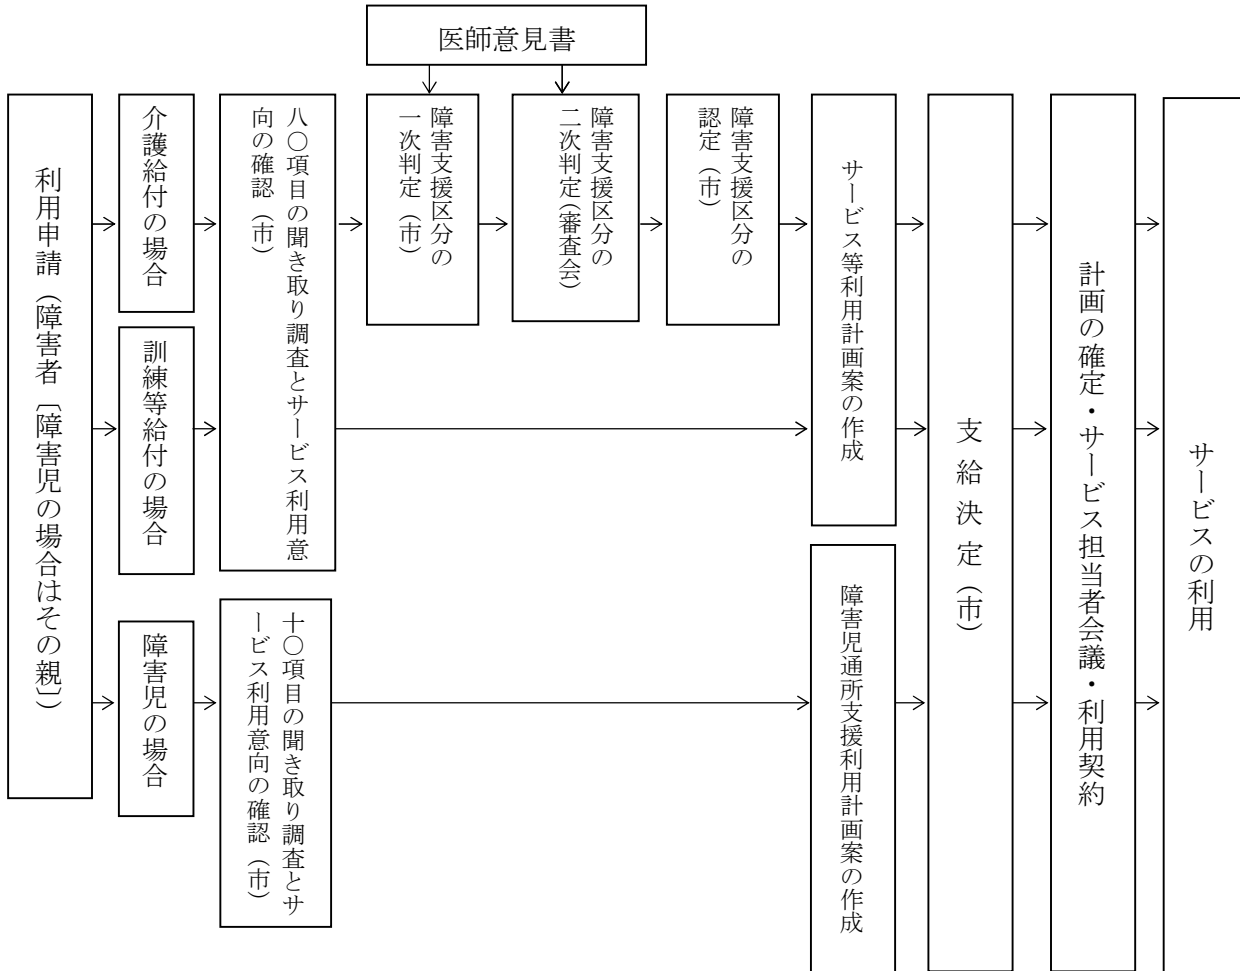 医師意見書
利用申請（障害者〔障害児の場合はその親〕）
介護給付の場合
訓練等給付の場合
障害児の場合
八〇項目の聞き取り調査とサービス利用意
向の確認（市）
十〇項目の聞き取り調査とサ
ービス利用意向の確認（市）
障害支援区分の
一次判定（市）
障害支援区分の
二次判定（審査会）
障害支援区分の
認定（市）
サービス等利用計画案の作成
障害児通所支援利用計画案の作成
支給決定（市）
計画の確定・サービス担当者会議・利用契約
サービスの利用